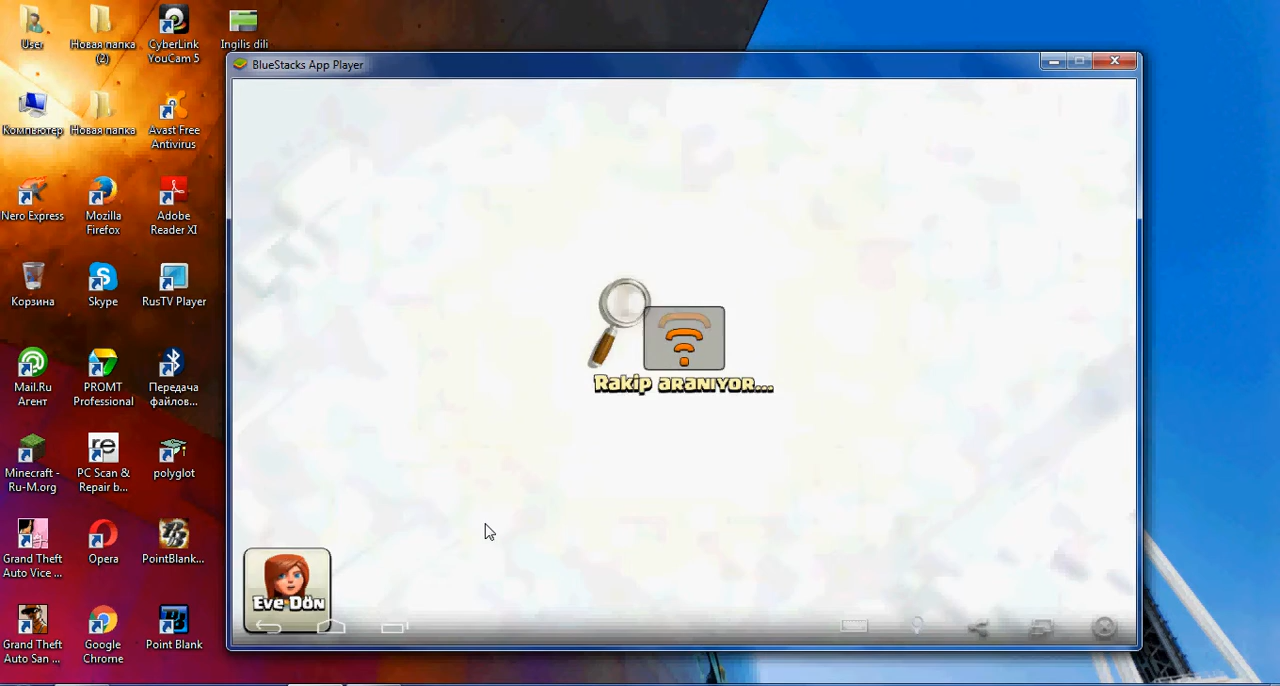 User
Новая папка
(2)
CyberLink
YouCam 5
Ingilis dili
Компьютер
Новая папка
Avast Free
Antivirus
Nero Express
Mozilla
Firefox
Adobe
Reader XI
Корзина
Skype
RusTV Player
Mail.Ru
Агент
PROMT
Professional
Передача
файлов...
Minecraft -
Ru-M.org
PC Scan &
Repair b...
polyglot
Grand Theft
Auto Vice ...
Opera
PointBlank...
Grand Theft
Auto San ...
Google
Chrome
Point Blank
BlueStacks App Player
Rakip aranıyor...
Eve Dön